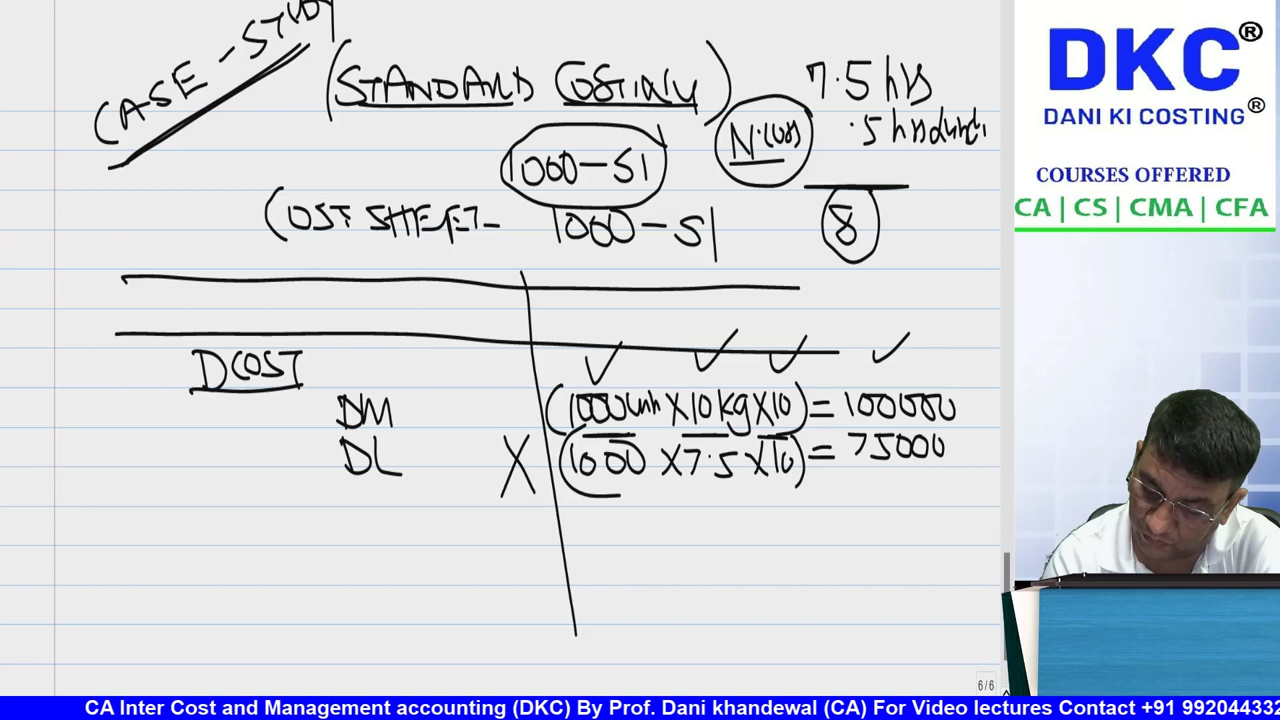 CASE-STUDY
(STANDARD COSTING)
7.5 hrs
.5 hrs
1000-S1
N.
COST SHEET- 1000-S1
8
D COST
DM (1000 unit X 10 kg X 10) = 100000
DL X (1000 X 7.5 X 10) = 75000
DKC®
DANI KI COSTING®
COURSES OFFERED
CA | CS | CMA | CFA
6/6
CA Inter Cost and Management accounting (DKC) By Prof. Dani khandewal (CA) For Video lectures Contact +91 992044332